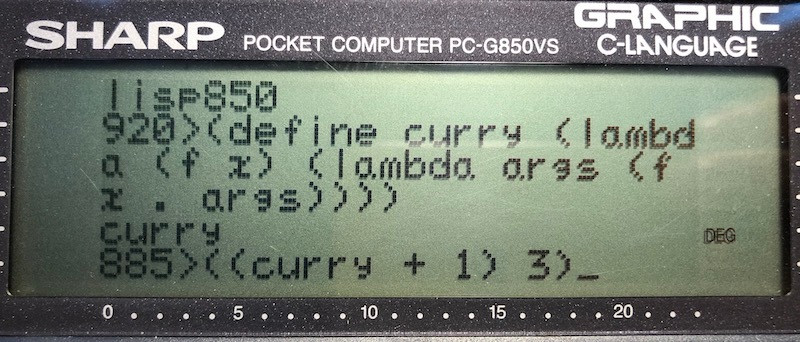 SHARP POCKET COMPUTER PC-G850VS GRAPHIC
C-LANGUAGE
lisp850
920>(define curry (lambd
a (f x) (lambda args (f
x . args))))
curry
DEG
885>((curry + 1) 3)_
0 . . . . 5 . . . . 10 . . . . 15 . . . . 20 . . .